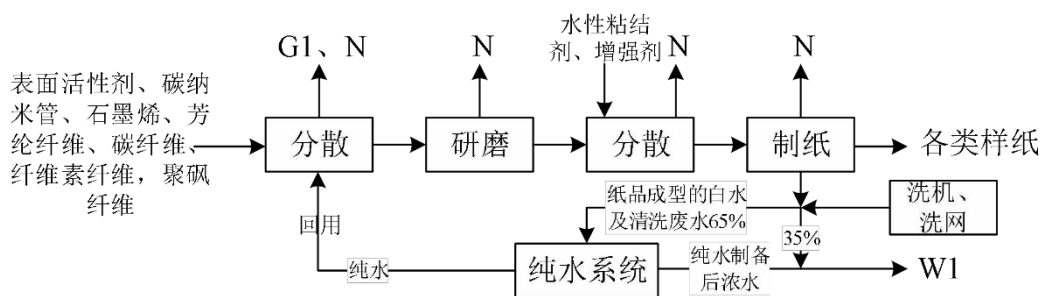 G1、N
N
水性粘结
剂、增强剂
N
N
表面活性剂、碳纳
米管、石墨烯、芳
纶纤维、碳纤维、
纤维素纤维，聚砜
纤维
分散
研磨
分散
制纸
各类样纸
回用
纸品成型的白水
及清洗废水65%
35%
洗机、
洗网
纯水
纯水系统
纯水制备
后浓水
W1